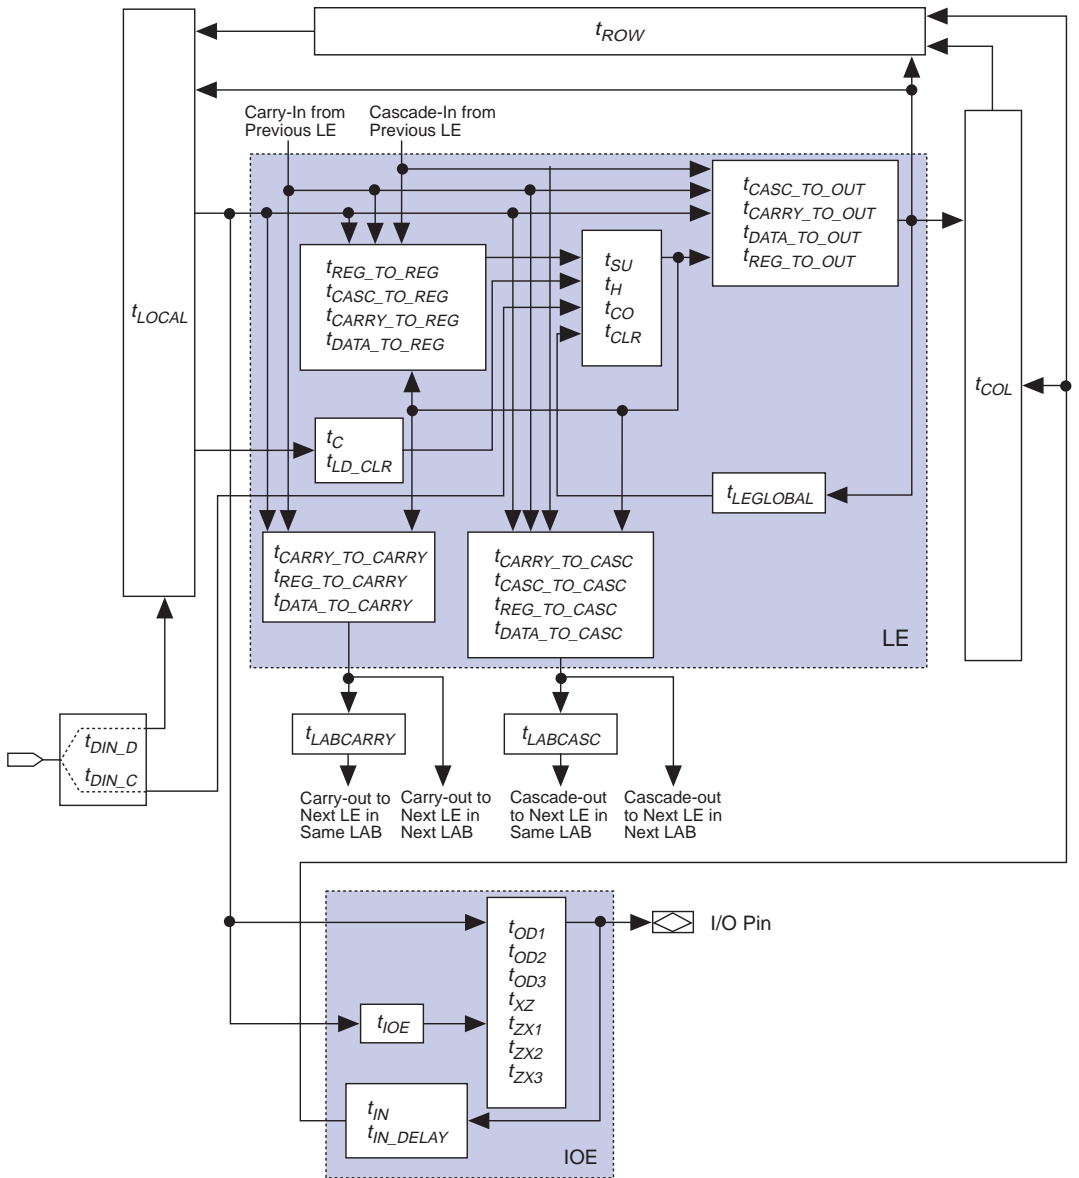 tROW
Carry-In from
Previous LE
Cascade-In from
Previous LE
tCASC_TO_OUT
tCARRY_TO_OUT
tDATA_TO_OUT
tREG_TO_OUT
tREG_TO_REG
tCASC_TO_REG
tCARRY_TO_REG
tDATA_TO_REG
tSU
tH
tCO
tCLR
tLOCAL
tCOL
tC
tLD_CLR
tLEGLOBAL
tCARRY_TO_CARRY
tREG_TO_CARRY
tDATA_TO_CARRY
tCARRY_TO_CASC
tCASC_TO_CASC
tREG_TO_CASC
tDATA_TO_CASC
LE
tDIN_D
tDIN_C
tLABCARRY
tLABCASC
Carry-out to
Next LE in
Same LAB
Carry-out to
Next LE in
Next LAB
Cascade-out
to Next LE in
Same LAB
Cascade-out
to Next LE in
Next LAB
tOD1
tOD2
tOD3
tXZ
tZX1
tZX2
tZX3
I/O Pin
tIOE
tIN
tIN_DELAY
IOE